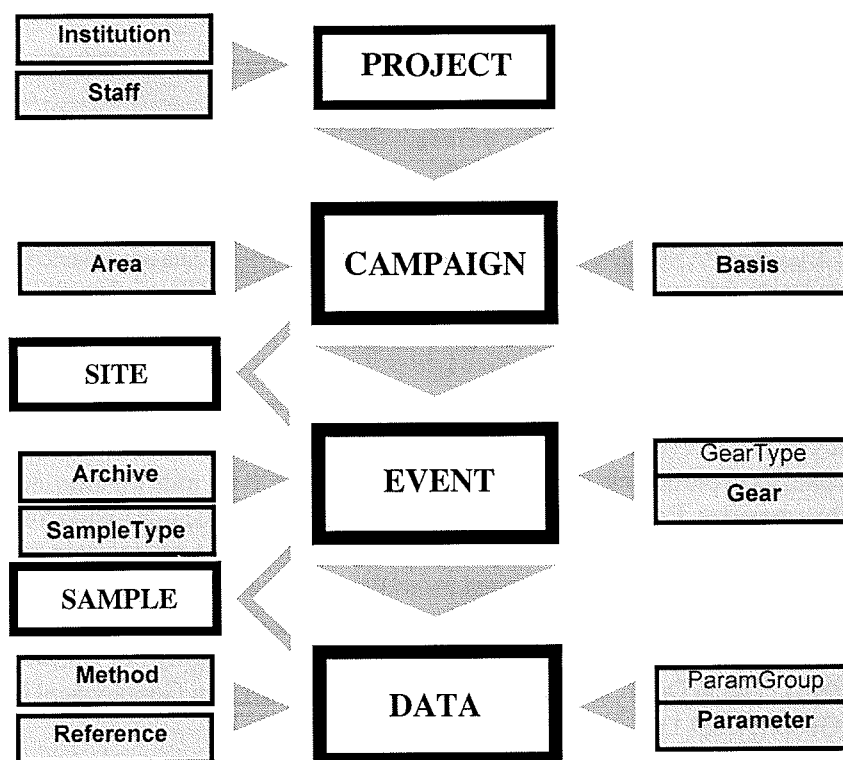 Institution
Staff
PROJECT
Area
CAMPAIGN
Basis
SITE
Archive
SampleType
EVENT
GearType
Gear
SAMPLE
Method
Reference
DATA
ParamGroup
Parameter